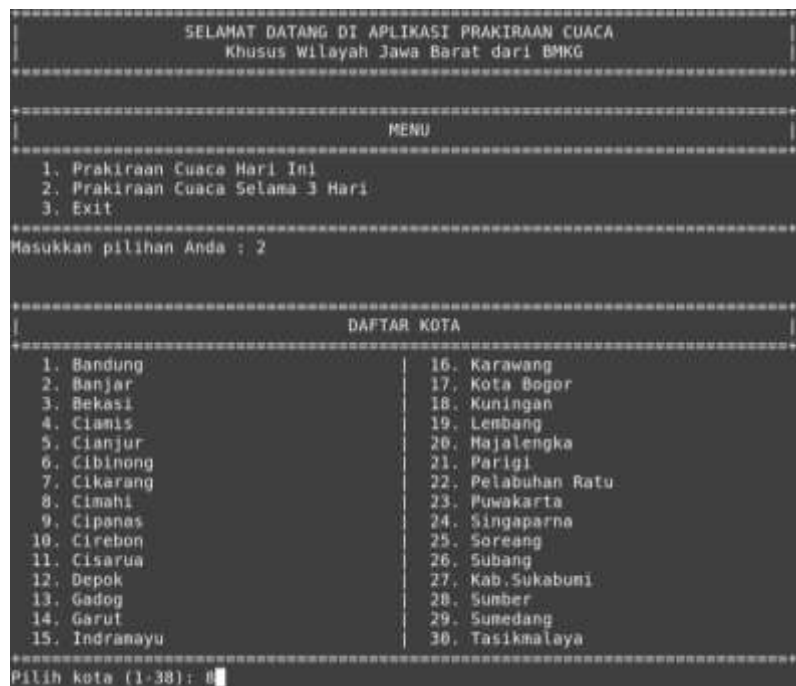 SELAMAT DATANG DI APLIKASI PRAKIRAAN CUACA
Khusus Wilayah Jawa Barat dari BMKG
MENU
1. Prakiraan Cuaca Hari Ini
2. Prakiraan Cuaca Selama 3 Hari
3. Exit
Masukkan pilihan Anda : 2
DAFTAR KOTA
1. Bandung | 16. Karawang
2. Banjar | 17. Kota Bogor
3. Bekasi | 18. Kuningan
4. Ciamis | 19. Lembang
5. Cianjur | 20. Majalengka
6. Cibinong | 21. Parigi
7. Cikarang | 22. Pelabuhan Ratu
8. Cimahi | 23. Puwakarta
9. Cipanas | 24. Singaparna
10. Cirebon | 25. Soreang
11. Cisarua | 26. Subang
12. Depok | 27. Kab.Sukabumi
13. Gadog | 28. Sumber
14. Garut | 29. Sumedang
15. Indramayu | 30. Tasikmalaya
Pilih kota (1-30): 8